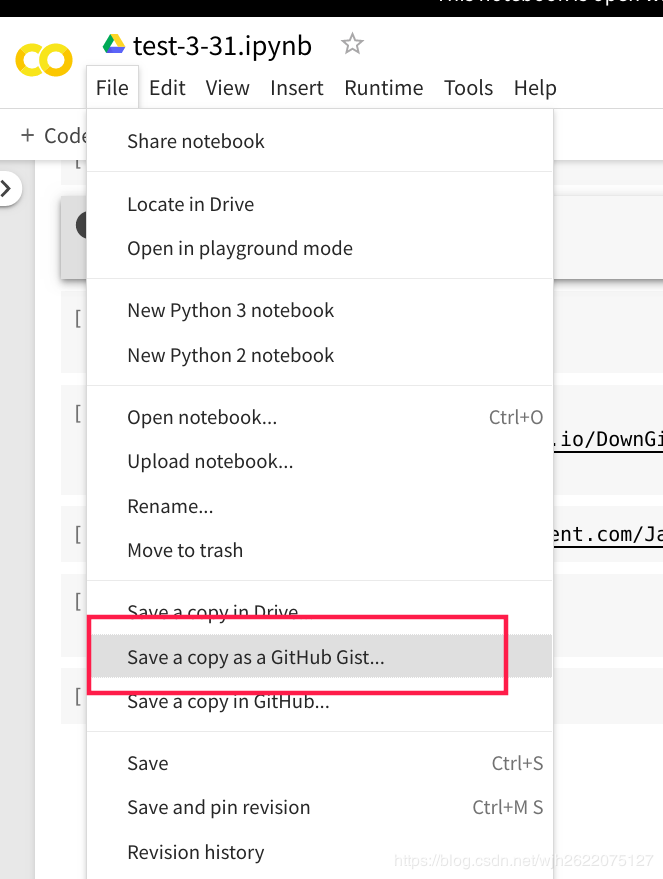 test-3-31.ipynb
File Edit View Insert Runtime Tools Help
+ Code
Share notebook
Locate in Drive
Open in playground mode
New Python 3 notebook
New Python 2 notebook
[
Open notebook... Ctrl+O
[
.io/DownGi
Upload notebook...
Rename...
[
ent.com/Ja
Move to trash
[
Save a copy in Drive
Save a copy as a GitHub Gist...
[
Save a copy in GitHub...
Save Ctrl+S
Save and pin revision Ctrl+M S
Revision history
https://blog.csdn.net/wjh2622075127